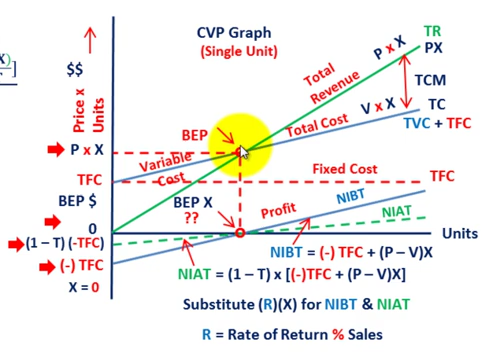 CVP Graph
(Single Unit)
TR
PX
P x X
$$
Price x
Units
Total
Revenue
TCM
V x X
TC
TVC + TFC
BEP
Total Cost
P x X
Variable
Cost
Fixed Cost
TFC
TFC
BEP $
BEP X
??
Profit
NIBT
NIAT
0
Units
(1 – T) (-TFC)
(-) TFC
X = 0
NIBT = (-) TFC + (P – V)X
NIAT = (1 – T) x [(-)TFC + (P – V)X]
Substitute (R)(X) for NIBT & NIAT
R = Rate of Return % Sales